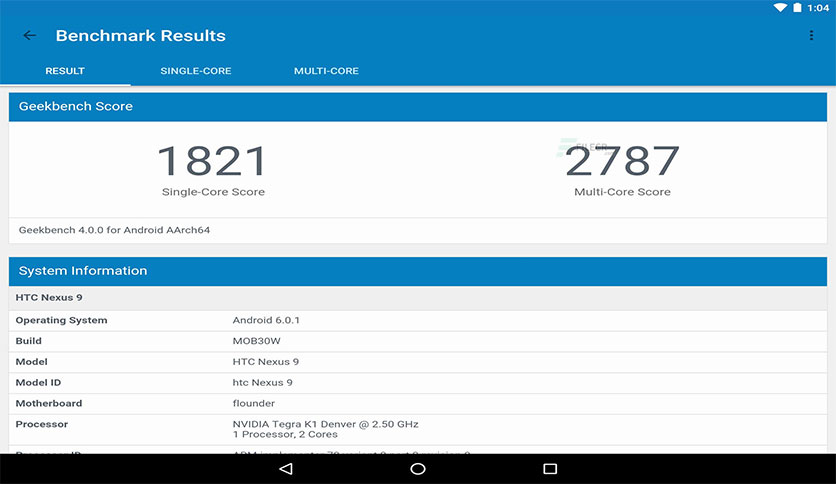 1:04
Benchmark Results
RESULT SINGLE-CORE MULTI-CORE
Geekbench Score
1821 2787
Single-Core Score Multi-Core Score
Geekbench 4.0.0 for Android AArch64
System Information
HTC Nexus 9
Operating System Android 6.0.1
Build MOB30W
Model HTC Nexus 9
Model ID htc Nexus 9
Motherboard flounder
Processor NVIDIA Tegra K1 Denver @ 2.50 GHz
1 Processor, 2 Cores